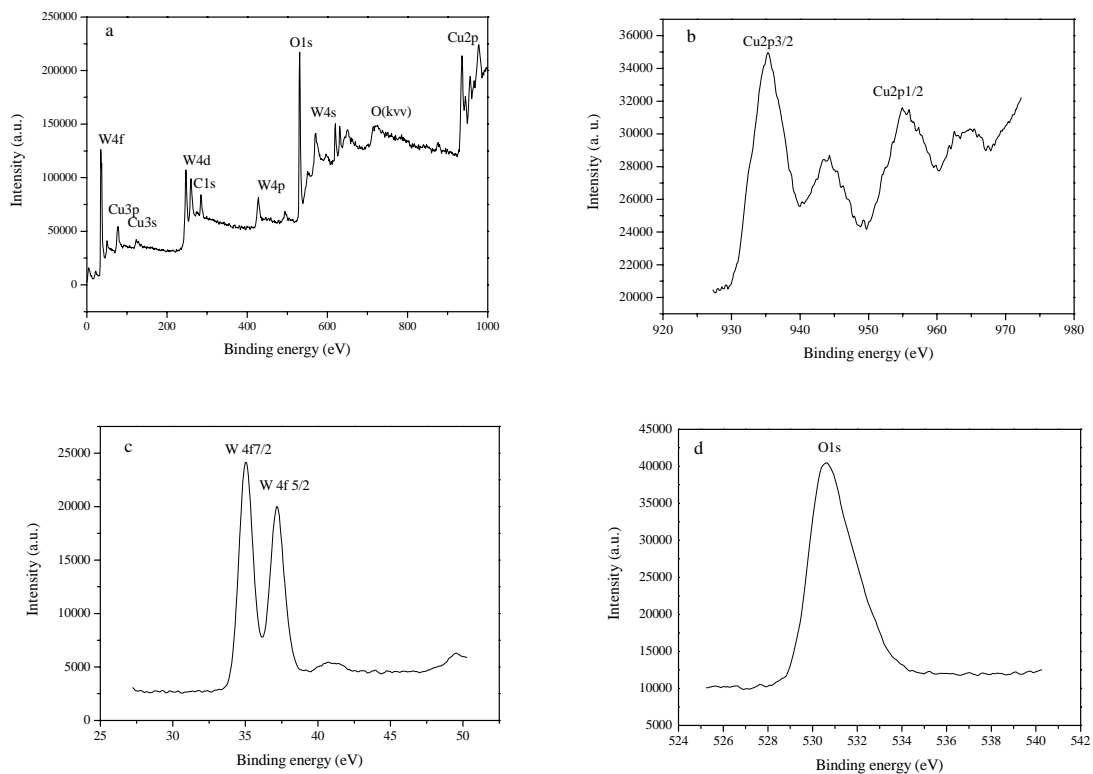 a
Intensity (a.u.)
250000
200000
150000
100000
50000
0
W4f
Cu3p
Cu3s
W4d
C1s
W4p
O1s
W4s
O(kvv)
Cu2p
0 200 400 600 800 1000
Binding energy (eV)
b
Intensity (a. u.)
36000
34000
32000
30000
28000
26000
24000
22000
20000
Cu2p3/2
Cu2p1/2
920 930 940 950 960 970 980
Binding energy (eV)
c
Intensity (a.u.)
25000
20000
15000
10000
5000
0
W 4f7/2
W 4f 5/2
25 30 35 40 45 50
Binding energy (eV)
d
Intensity (a.u.)
45000
40000
35000
30000
25000
20000
15000
10000
5000
O1s
524 526 528 530 532 534 536 538 540 542
Binding energy (eV)